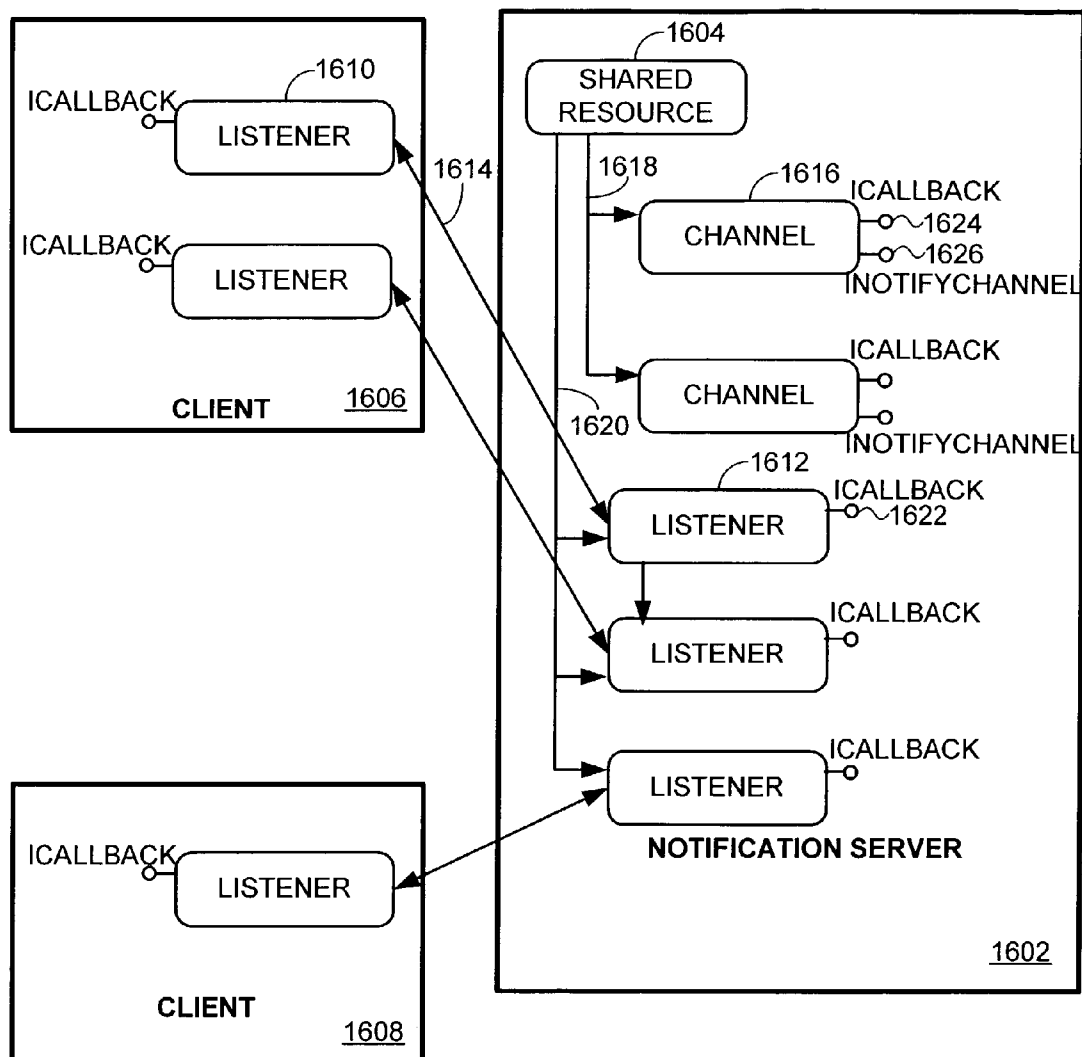 1610
ICALLBACK
LISTENER
1614
ICALLBACK
LISTENER
CLIENT
1606
1604
SHARED
RESOURCE
1618
1616
ICALLBACK
1624
CHANNEL
1626
INOTIFYCHANNEL
ICALLBACK
CHANNEL
1620
INOTIFYCHANNEL
1612
ICALLBACK
LISTENER
1622
ICALLBACK
LISTENER
ICALLBACK
LISTENER
NOTIFICATION SERVER
1602
ICALLBACK
LISTENER
CLIENT
1608